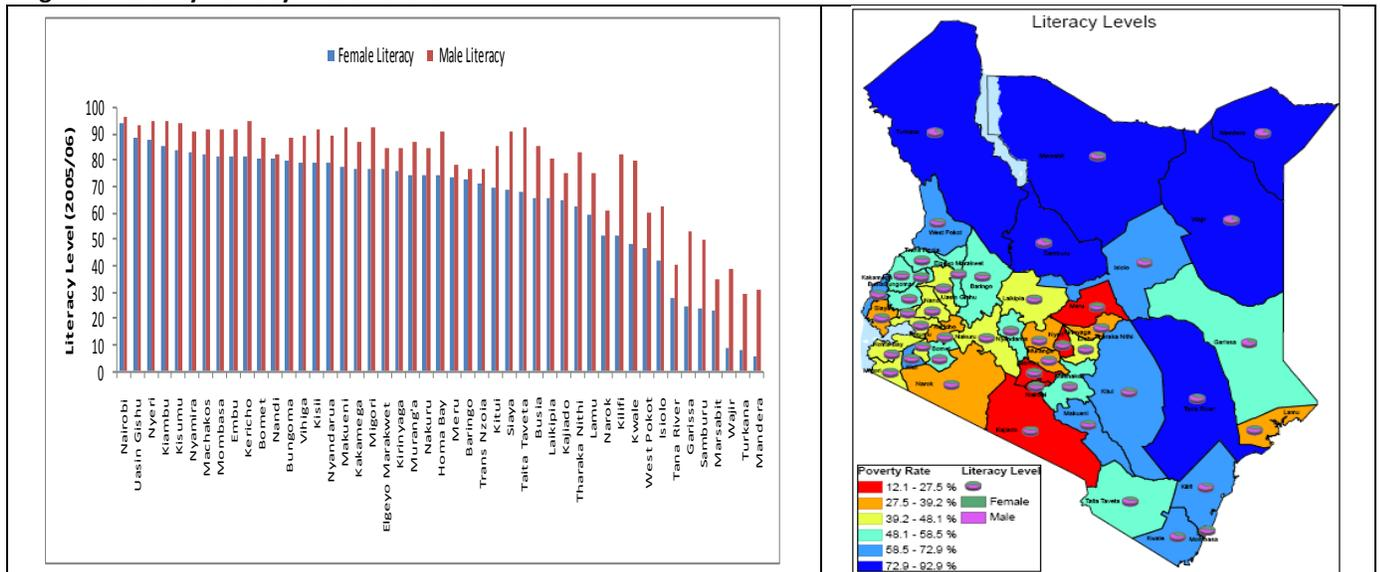 Female Literacy Male Literacy
Literacy Level (2005/06)
100
90
80
70
60
50
40
30
20
10
0
Nairobi
Uasin Gishu
Nyeri
Kiambu
Kisumu
Nyamira
Machakos
Mombasa
Embu
Kericho
Bomet
Nandi
Bungoma
Vihiga
Kisii
Nyandarua
Makueni
Kakamega
Migori
Elgeyo Marakwet
Kirinyaga
Murang'a
Nakuru
Homa Bay
Meru
Baringo
Trans Nzoia
Kitui
Siaya
Taita Taveta
Busia
Laikipia
Kajiado
Tharaka Nithi
Lamu
Narok
Kilifi
Kwale
West Pokot
Isiolo
Tana River
Garissa
Samburu
Marsabit
Wajir
Turkana
Mandera
Literacy Levels
Turkana
Mandera
Marsabit
Wajir
West Pokot
Samburu
Isiolo
Elgeyo Marakwet
Baringo
Uasin Gishu
Laikipia
Meru
Tharaka Nithi
Garissa
Nakuru
Bomet
Narok
Kitui
Makueni
Tana River
Lamu
Kajiado
Taita Taveta
Kilifi
Kwale
Mombasa
Poverty Rate
12.1 - 27.5 %
27.5 - 39.2 %
39.2 - 48.1 %
48.1 - 58.5 %
58.5 - 72.9 %
72.9 - 92.9 %
Literacy Level
Female
Male